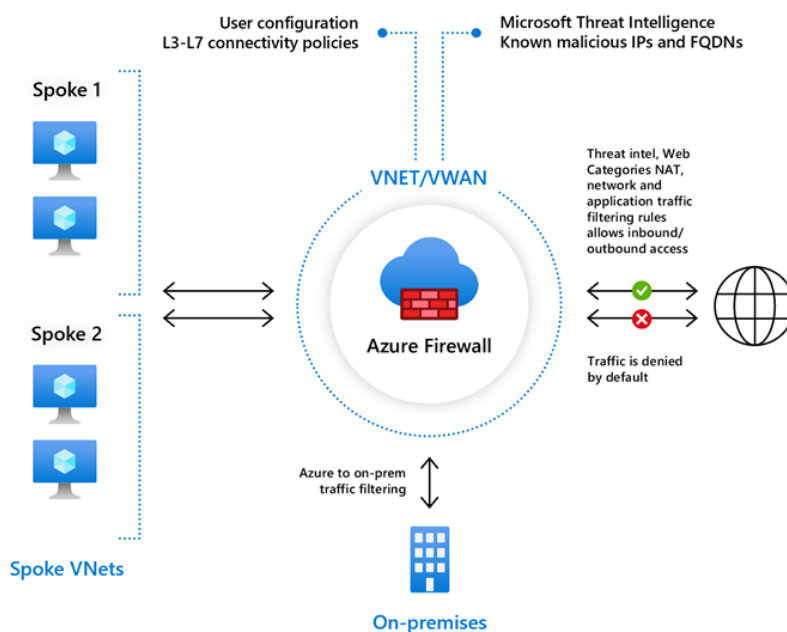 User configuration
L3-L7 connectivity policies
Microsoft Threat Intelligence
Known malicious IPs and FQDNs
Spoke 1
VNET/VWAN
Threat intel, Web
Categories NAT,
network and
application traffic
filtering rules
allows inbound/
outbound access
Spoke 2
Azure Firewall
Traffic is denied
by default
Azure to on-prem
traffic filtering
Spoke VNets
On-premises